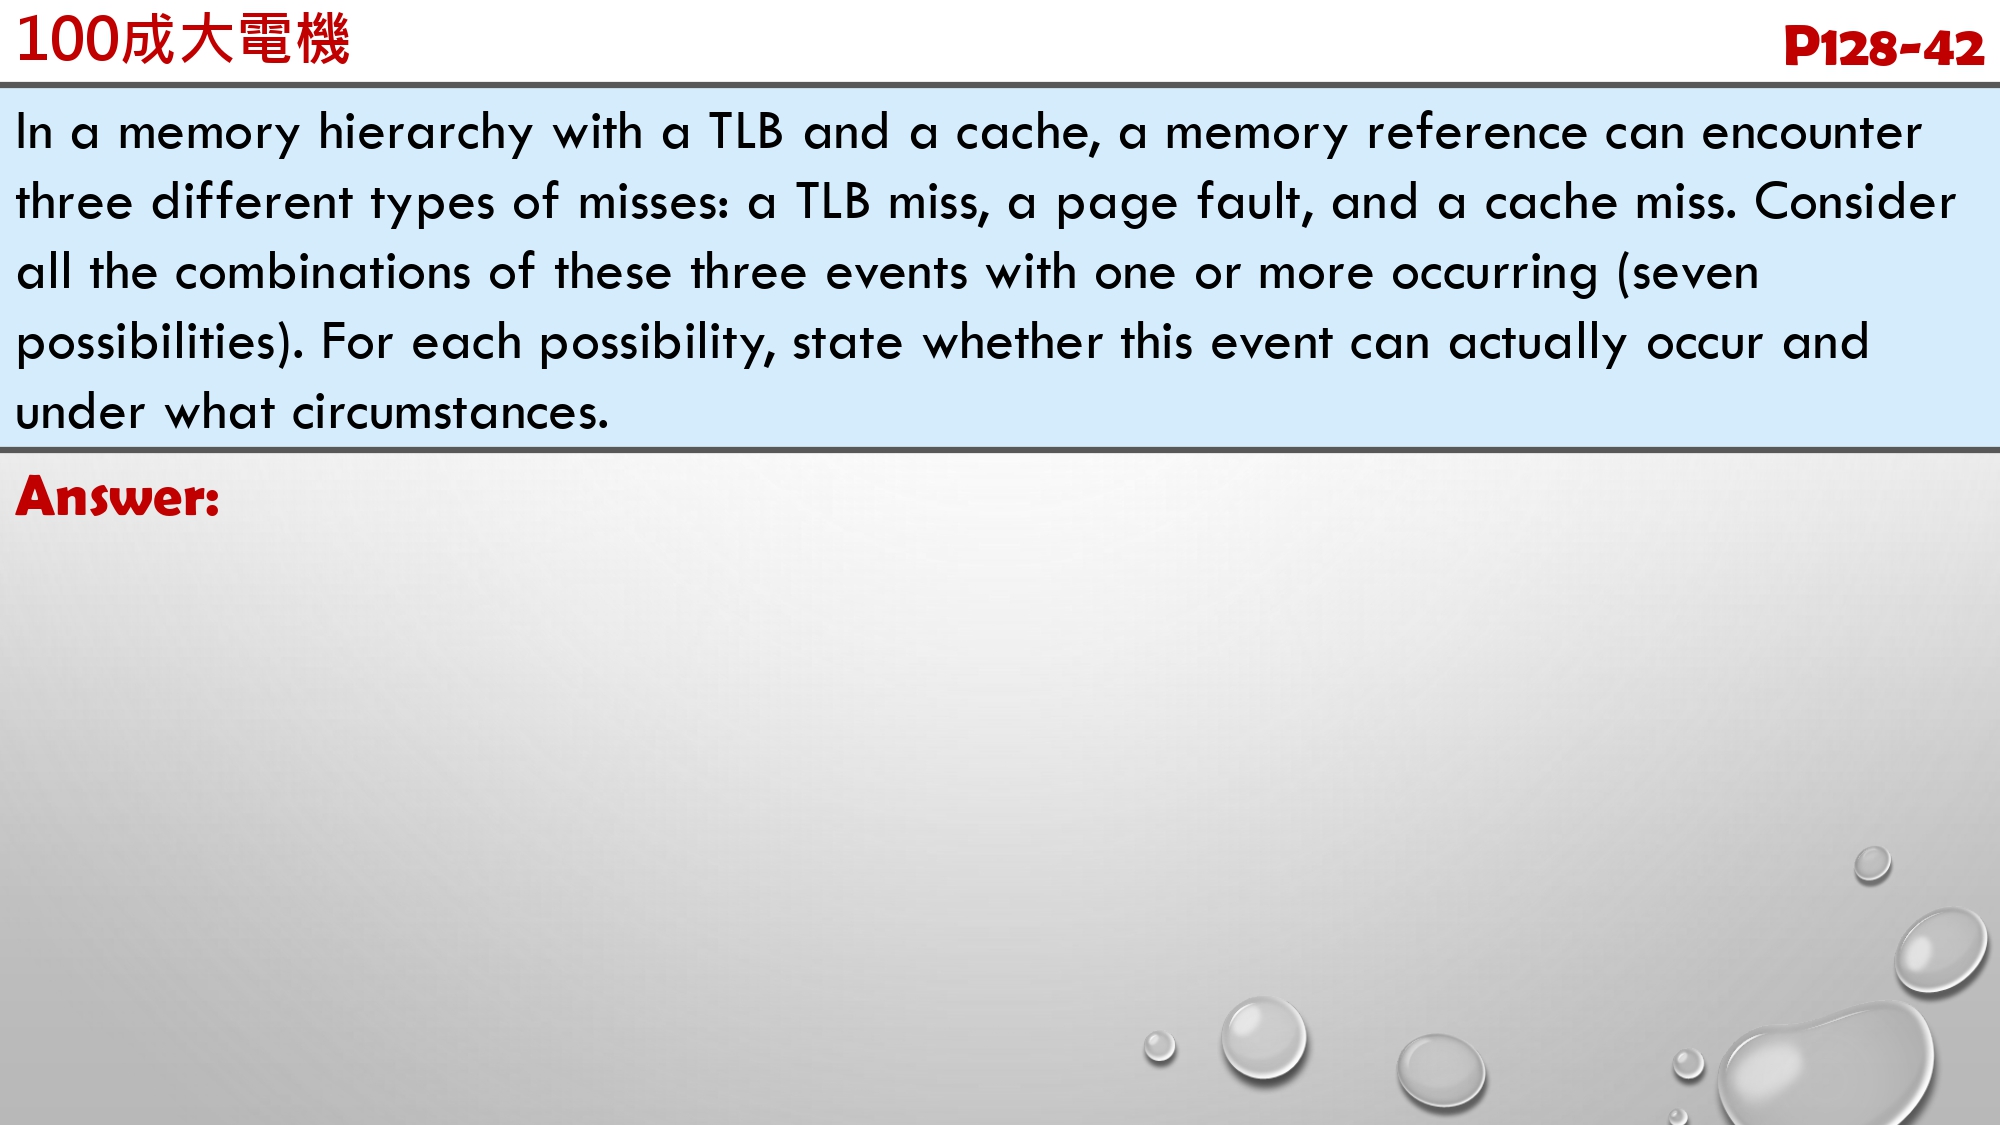 100成大電機
P128-42
In a memory hierarchy with a TLB and a cache, a memory reference can encounter
three different types of misses: a TLB miss, a page fault, and a cache miss. Consider
all the combinations of these three events with one or more occurring (seven
possibilities). For each possibility, state whether this event can actually occur and
under what circumstances.
Answer: